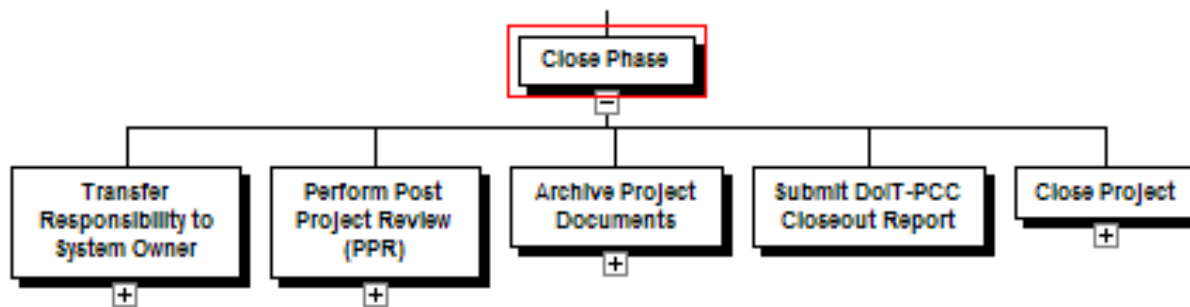 Close Phase
Transfer
Responsibility to
System Owner
Perform Post
Project Review
(PPR)
Archive Project
Documents
Submit DoIT-PCC
Closeout Report
Close Project